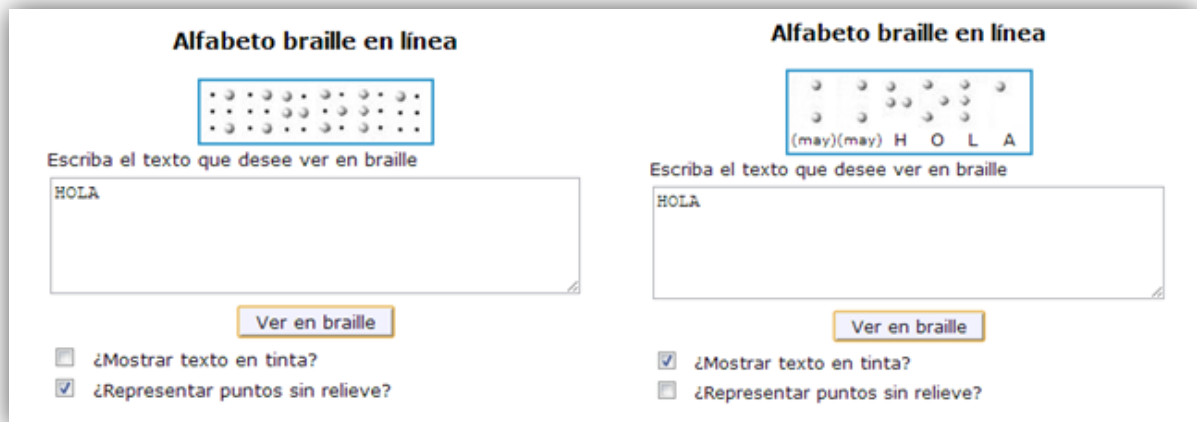 Alfabeto braille en línea
Escriba el texto que desee ver en braille
HOLA
Ver en braille
¿Mostrar texto en tinta?
¿Representar puntos sin relieve?
Alfabeto braille en línea
(may)(may) H O L A
Escriba el texto que desee ver en braille
HOLA
Ver en braille
¿Mostrar texto en tinta?
¿Representar puntos sin relieve?